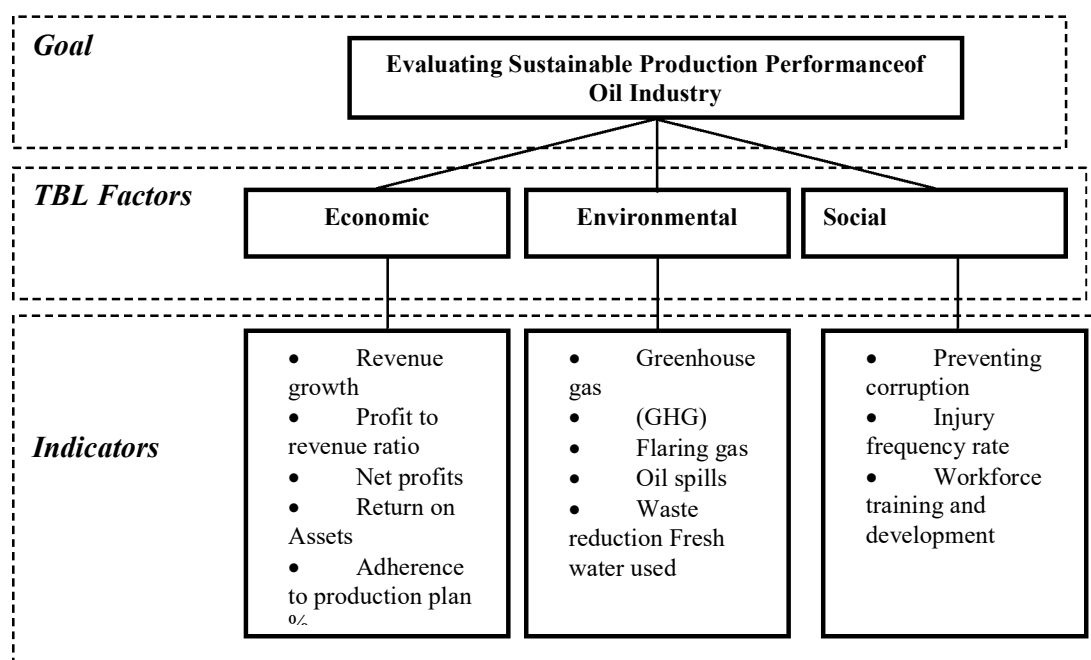 Goal
Evaluating Sustainable Production Performanceof
Oil Industry
TBL Factors
Economic
Environmental
Social
Indicators
• Revenue
growth
• Profit to
revenue ratio
• Net profits
• Return on
Assets
• Adherence
to production plan
%
• Greenhouse
gas
• (GHG)
• Flaring gas
• Oil spills
• Waste
reduction Fresh
water used
• Preventing
corruption
• Injury
frequency rate
• Workforce
training and
development